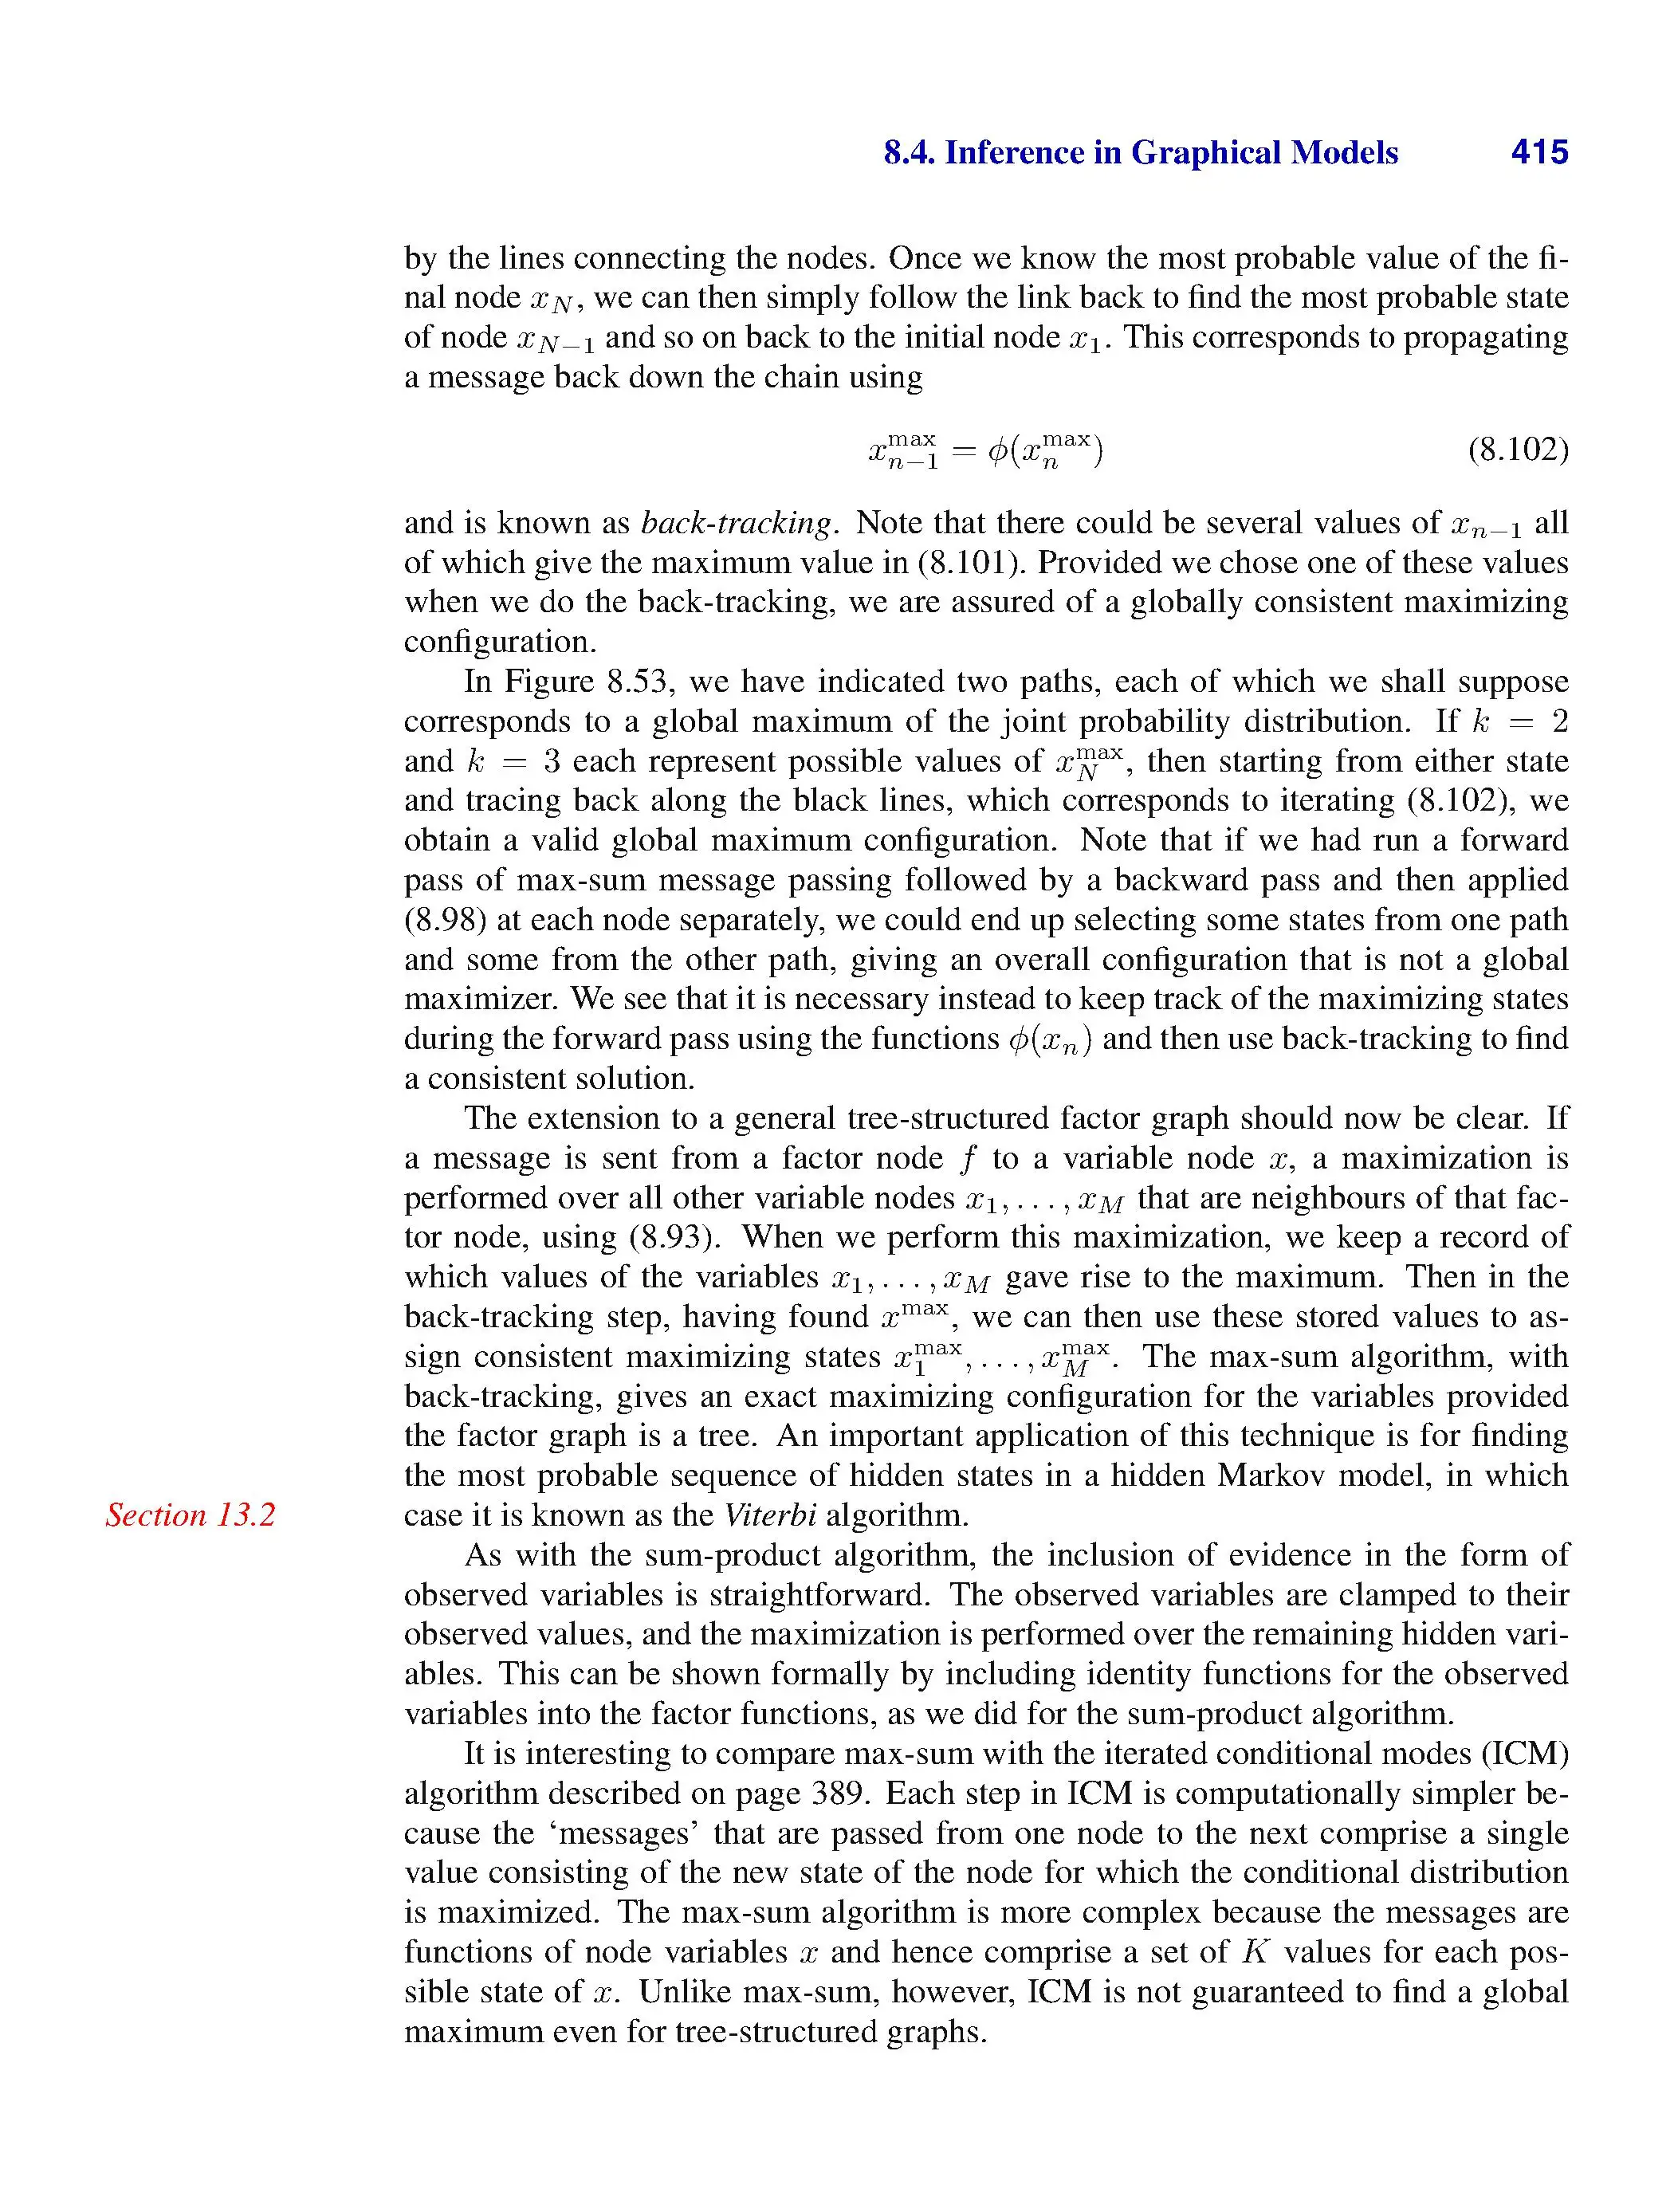 8.4. Inference in Graphical Models 415
by the lines connecting the nodes. Once we know the most probable value of the fi-
nal node x_N, we can then simply follow the link back to find the most probable state
of node x_{N−1} and so on back to the initial node x_1. This corresponds to propagating
a message back down the chain using
x_{n−1}^{max} = ϕ(x_n^{max}) (8.102)
and is known as back-tracking. Note that there could be several values of x_{n−1} all
of which give the maximum value in (8.101). Provided we chose one of these values
when we do the back-tracking, we are assured of a globally consistent maximizing
configuration.
In Figure 8.53, we have indicated two paths, each of which we shall suppose
corresponds to a global maximum of the joint probability distribution. If k = 2
and k = 3 each represent possible values of x_N^{max}, then starting from either state
and tracing back along the black lines, which corresponds to iterating (8.102), we
obtain a valid global maximum configuration. Note that if we had run a forward
pass of max-sum message passing followed by a backward pass and then applied
(8.98) at each node separately, we could end up selecting some states from one path
and some from the other path, giving an overall configuration that is not a global
maximizer. We see that it is necessary instead to keep track of the maximizing states
during the forward pass using the functions ϕ(x_n) and then use back-tracking to find
a consistent solution.
The extension to a general tree-structured factor graph should now be clear. If
a message is sent from a factor node f to a variable node x, a maximization is
performed over all other variable nodes x_1, . . . , x_M that are neighbours of that fac-
tor node, using (8.93). When we perform this maximization, we keep a record of
which values of the variables x_1, . . . , x_M gave rise to the maximum. Then in the
back-tracking step, having found x^{max}, we can then use these stored values to as-
sign consistent maximizing states x_1^{max}, . . . , x_M^{max}. The max-sum algorithm, with
back-tracking, gives an exact maximizing configuration for the variables provided
the factor graph is a tree. An important application of this technique is for finding
the most probable sequence of hidden states in a hidden Markov model, in which
Section 13.2
case it is known as the Viterbi algorithm.
As with the sum-product algorithm, the inclusion of evidence in the form of
observed variables is straightforward. The observed variables are clamped to their
observed values, and the maximization is performed over the remaining hidden vari-
ables. This can be shown formally by including identity functions for the observed
variables into the factor functions, as we did for the sum-product algorithm.
It is interesting to compare max-sum with the iterated conditional modes (ICM)
algorithm described on page 389. Each step in ICM is computationally simpler be-
cause the ‘messages’ that are passed from one node to the next comprise a single
value consisting of the new state of the node for which the conditional distribution
is maximized. The max-sum algorithm is more complex because the messages are
functions of node variables x and hence comprise a set of K values for each pos-
sible state of x. Unlike max-sum, however, ICM is not guaranteed to find a global
maximum even for tree-structured graphs.